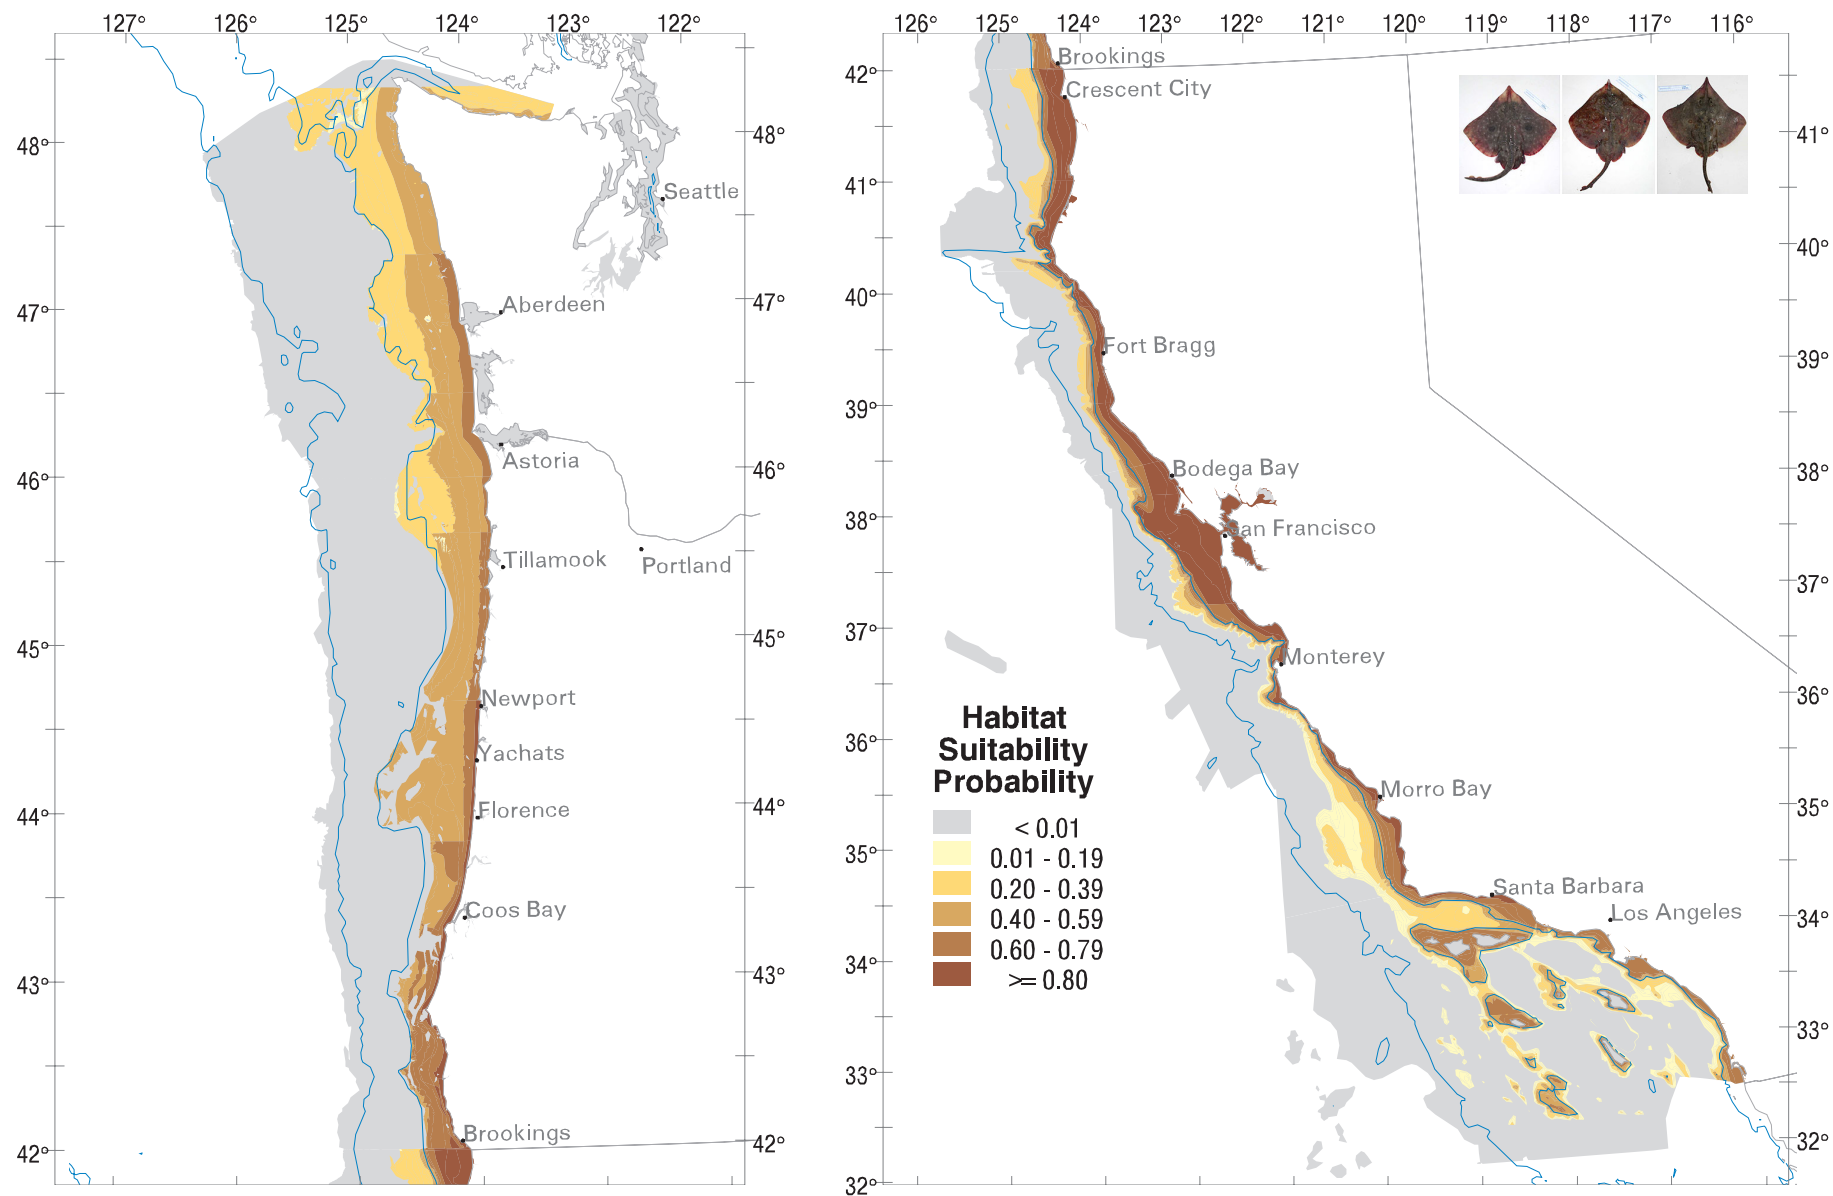 127° 126° 125° 124° 123° 122°
48° 48°
Seattle
47° 47°
Aberdeen
Astoria
46° 46°
Tillamook
Portland
45° 45°
Newport
Yachats
44° 44°
Florence
Coos Bay
43° 43°
Brookings
42° 42°
126° 125° 124° 123° 122° 121° 120° 119° 118° 117° 116°
Brookings
42°
Crescent City
41°
41°
40°
40°
Fort Bragg
39°
39°
Bodega Bay
38°
38°
San Francisco
37°
37°
Monterey
36°
36°
Morro Bay
35°
35°
Santa Barbara
Los Angeles
34°
34°
33°
33°
32°
32°
Habitat
Suitability
Probability
< 0.01
0.01 - 0.19
0.20 - 0.39
0.40 - 0.59
0.60 - 0.79
>= 0.80